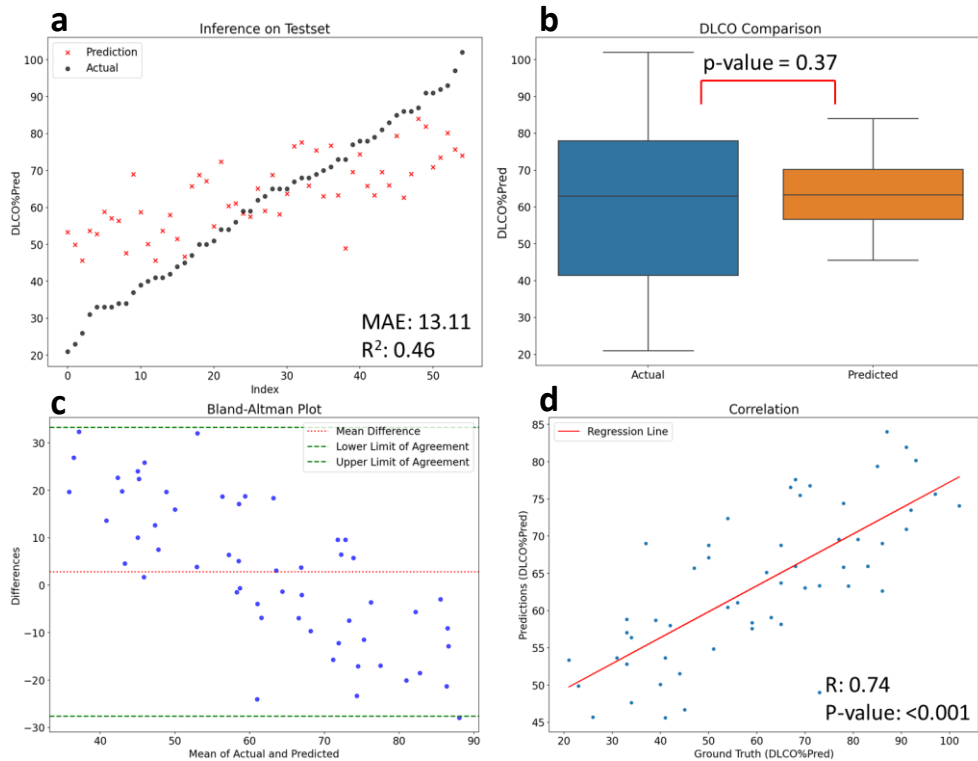 a
Inference on Testset
Prediction
Actual
DLCO%Pred
100
90
80
70
60
50
40
30
20
MAE: 13.11
R²: 0.46
0
10
20
30
40
50
Index
b
DLCO Comparison
p-value = 0.37
DLCO%Pred
100
90
80
70
60
50
40
30
20
Actual
Predicted
c
Bland-Altman Plot
Mean Difference
Lower Limit of Agreement
Upper Limit of Agreement
Differences
30
20
10
0
−10
−20
−30
40
50
60
70
80
90
Mean of Actual and Predicted
d
Correlation
Regression Line
Predictions (DLCO%Pred)
85
80
75
70
65
60
55
50
45
R: 0.74
P-value: <0.001
20
30
40
50
60
70
80
90
100
Ground Truth (DLCO%Pred)